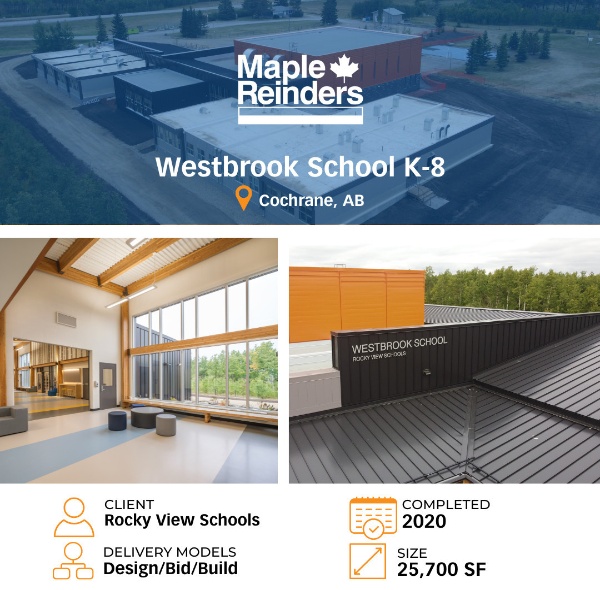 Maple
Reinders
Westbrook School K-8
Cochrane, AB
WESTBROOK SCHOOL
ROCKY VIEW SCHOOLS
CLIENT
Rocky View Schools
COMPLETED
2020
DELIVERY MODELS
Design/Bid/Build
SIZE
25,700 SF